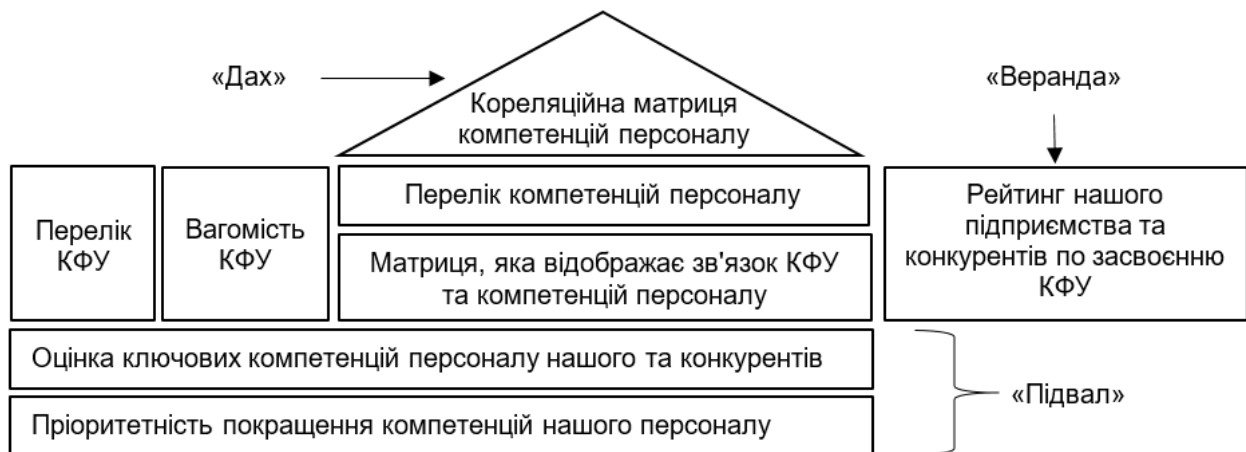 «Дах»
Кореляційна матриця
компетенцій персоналу
«Веранда»
Перелік
КФУ
Вагомість
КФУ
Перелік компетенцій персоналу
Матриця, яка відображає зв'язок КФУ
та компетенцій персоналу
Рейтинг нашого
підприємства та
конкурентів по засвоєнню
КФУ
Оцінка ключових компетенцій персоналу нашого та конкурентів
Пріоритетність покращення компетенцій нашого персоналу
«Підвал»